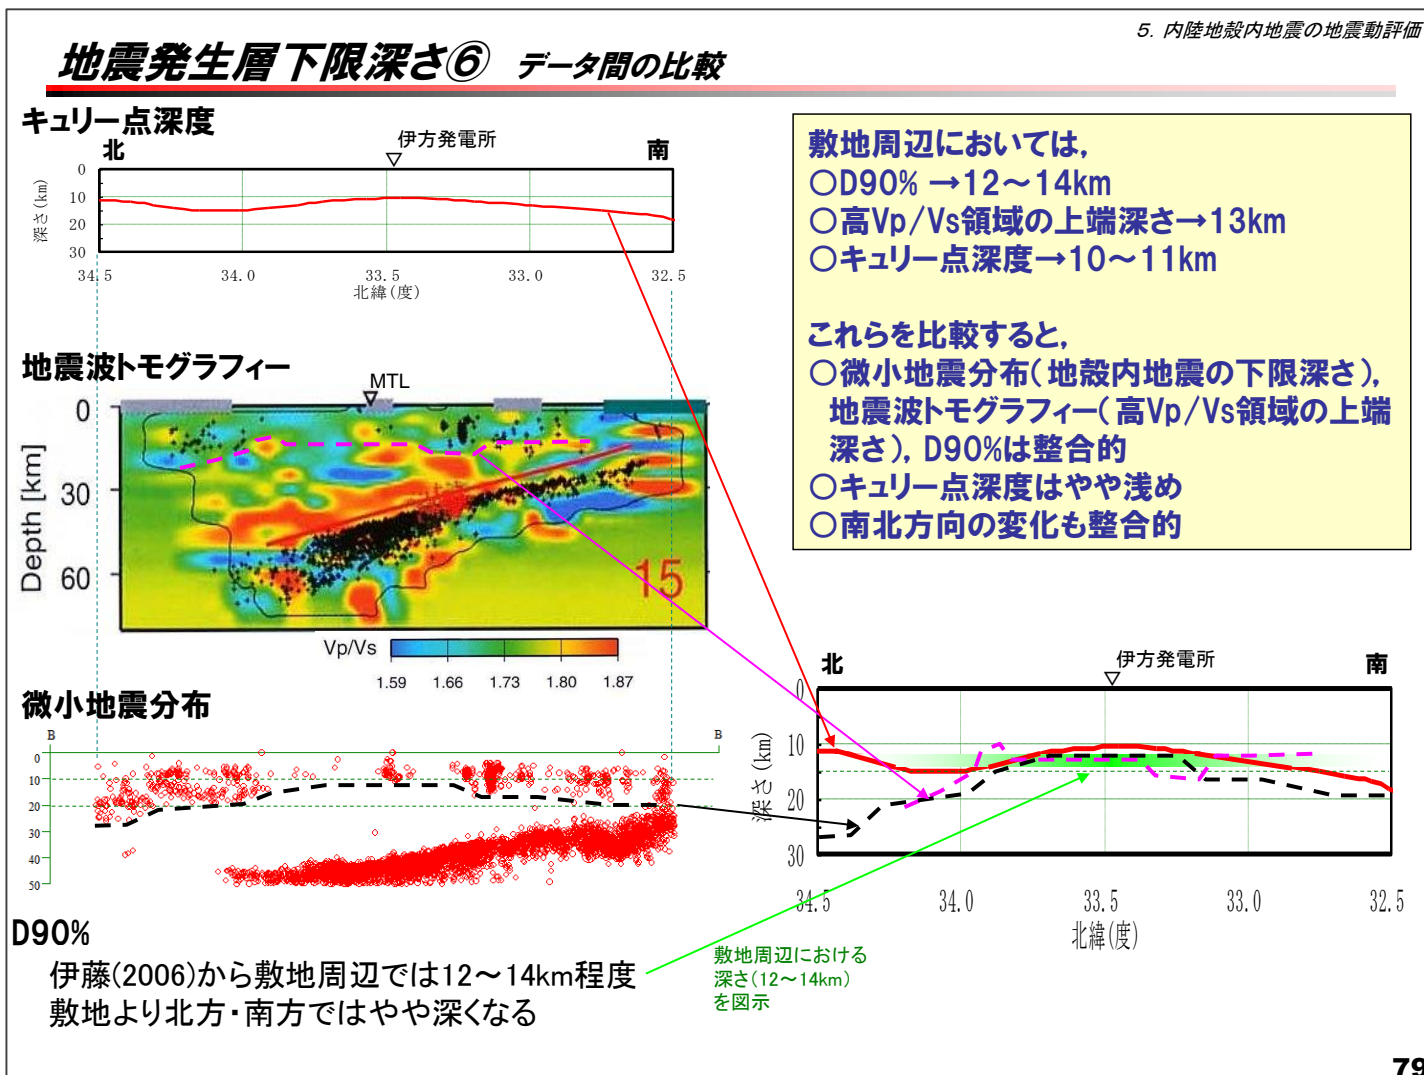 5. 内陸地殻内地震の地震動評価
地震発生層下限深さ⑥ データ間の比較
キュリー点深度
北
伊方発電所
南
深さ(km)
0
10
20
30
34.5
34.0
33.5
33.0
32.5
北緯(度)
地震波トモグラフィー
MTL
Depth [km]
0
30
60
15
Vp/Vs
1.59
1.66
1.73
1.80
1.87
微小地震分布
B
B
0
10
20
30
40
50
D90%
伊藤(2006)から敷地周辺では12～14km程度
敷地より北方・南方ではやや深くなる
敷地周辺においては,
○D90% →12～14km
○高Vp/Vs領域の上端深さ→13km
○キュリー点深度→10～11km
これらを比較すると,
○微小地震分布(地殻内地震の下限深さ),
地震波トモグラフィー(高Vp/Vs領域の上端
深さ), D90%は整合的
○キュリー点深度はやや浅め
○南北方向の変化も整合的
北
伊方発電所
南
深さ(km)
0
10
20
30
34.5
34.0
33.5
33.0
32.5
北緯(度)
敷地周辺における
深さ(12～14km)
を図示
79